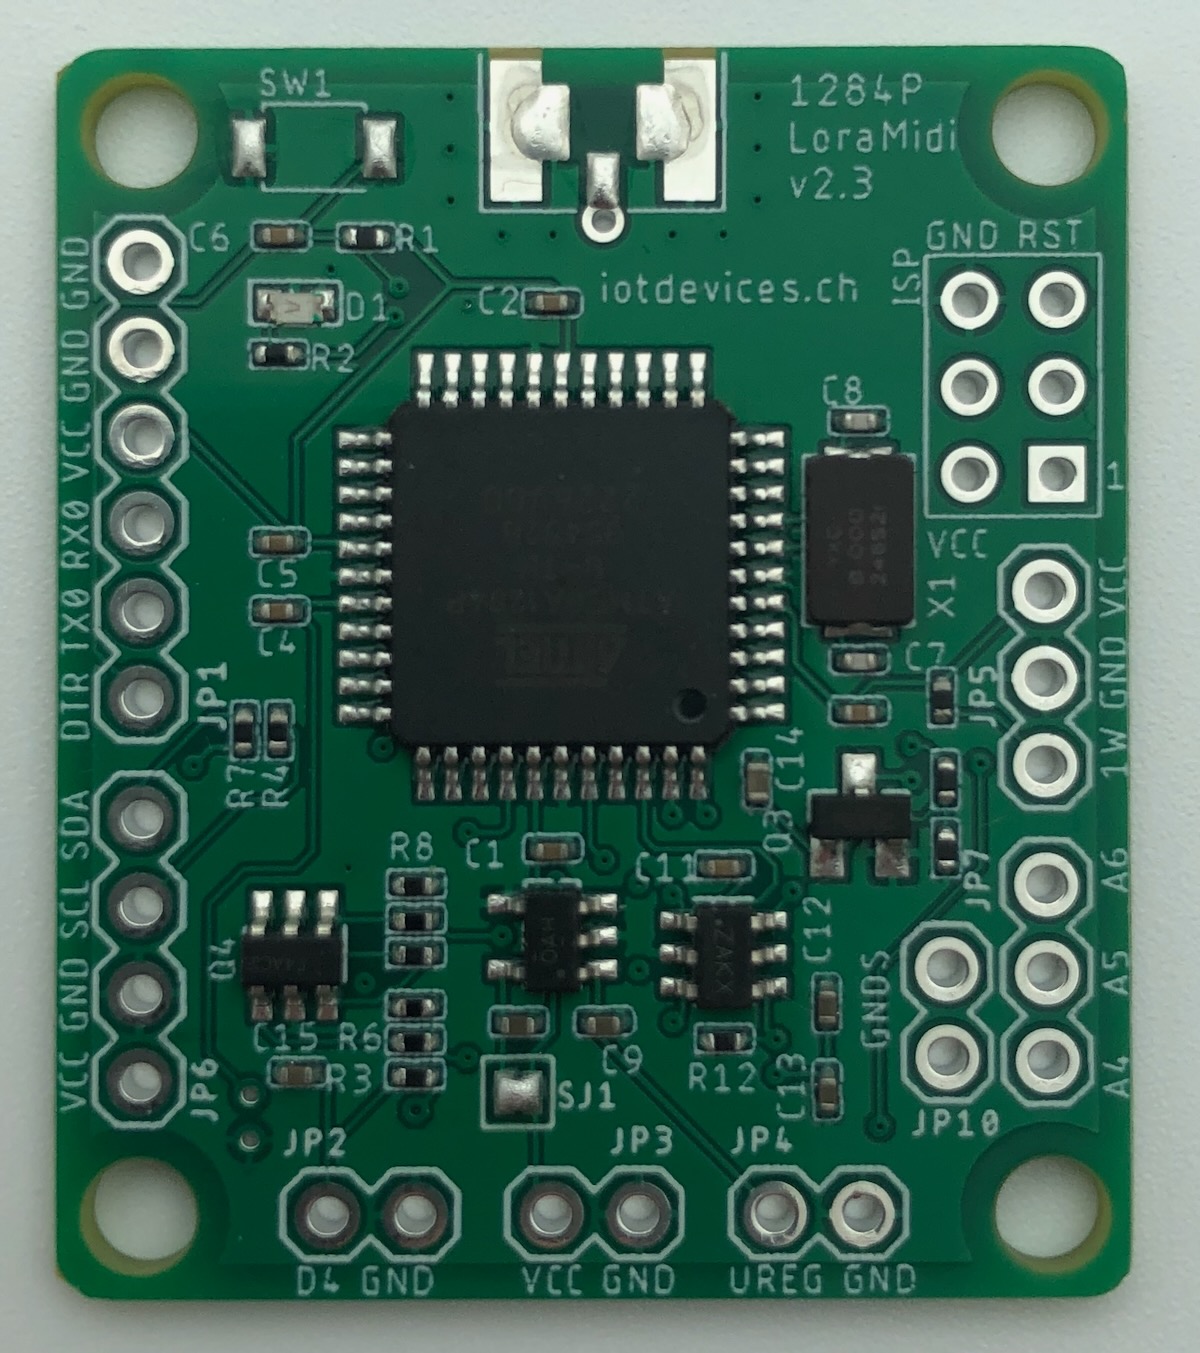 SW1
1284P
LoraMidi
v2.3
C6
R1
GND RST
ISP
iotdevices.ch
D1
C2
R2
GND
GND
VCC
RX0
TX0
DTR
JP1
C8
1
VCC
X1
C5
C4
C7
VCC
GND
1W
JP5
R7
R4
C14
Q3
SDA
SCL
GND
VCC
JP6
R8
C1
C11
C12
JP7
A6
A5
A4
Q4
GNDS
C15
R6
R3
C9
R12
C13
SJ1
JP10
JP2
JP3
JP4
D4 GND
VCC GND
UREG GND